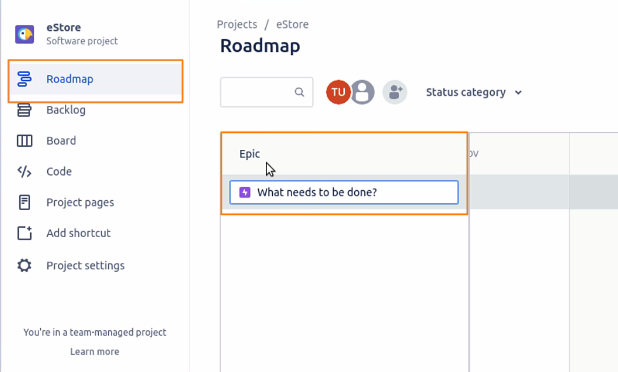 eStore
Software project
Roadmap
Backlog
Board
Code
Project pages
Add shortcut
Project settings
You're in a team-managed project
Learn more
Projects / eStore
Roadmap
TU
Status category
Epic
What needs to be done?